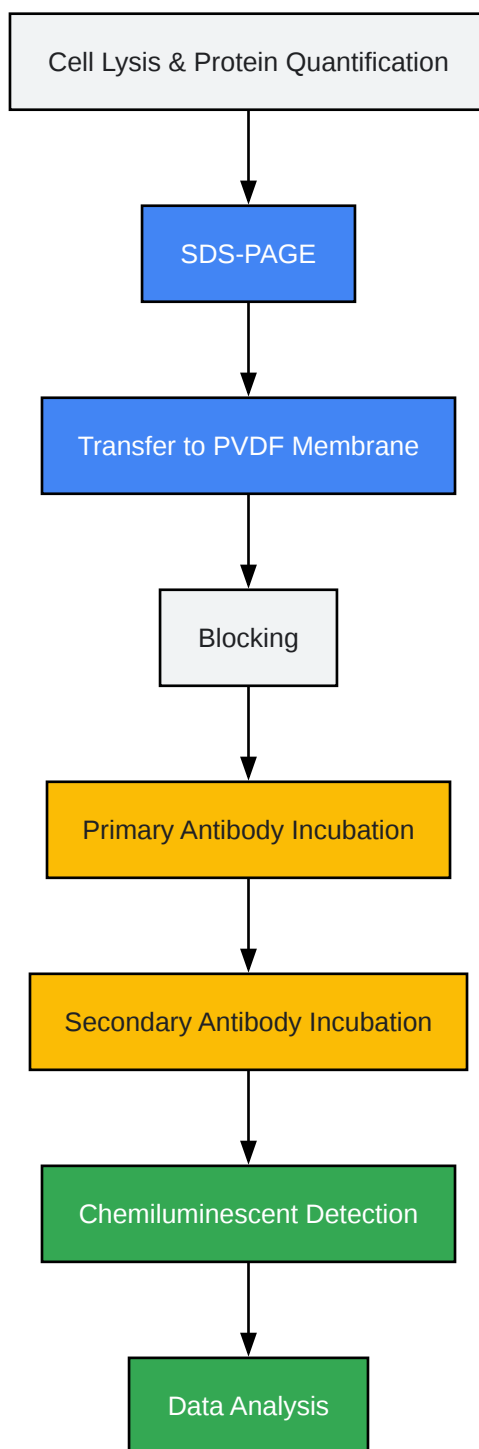 Cell Lysis & Protein Quantification
SDS-PAGE
Transfer to PVDF Membrane
Blocking
Primary Antibody Incubation
Secondary Antibody Incubation
Chemiluminescent Detection
Data Analysis